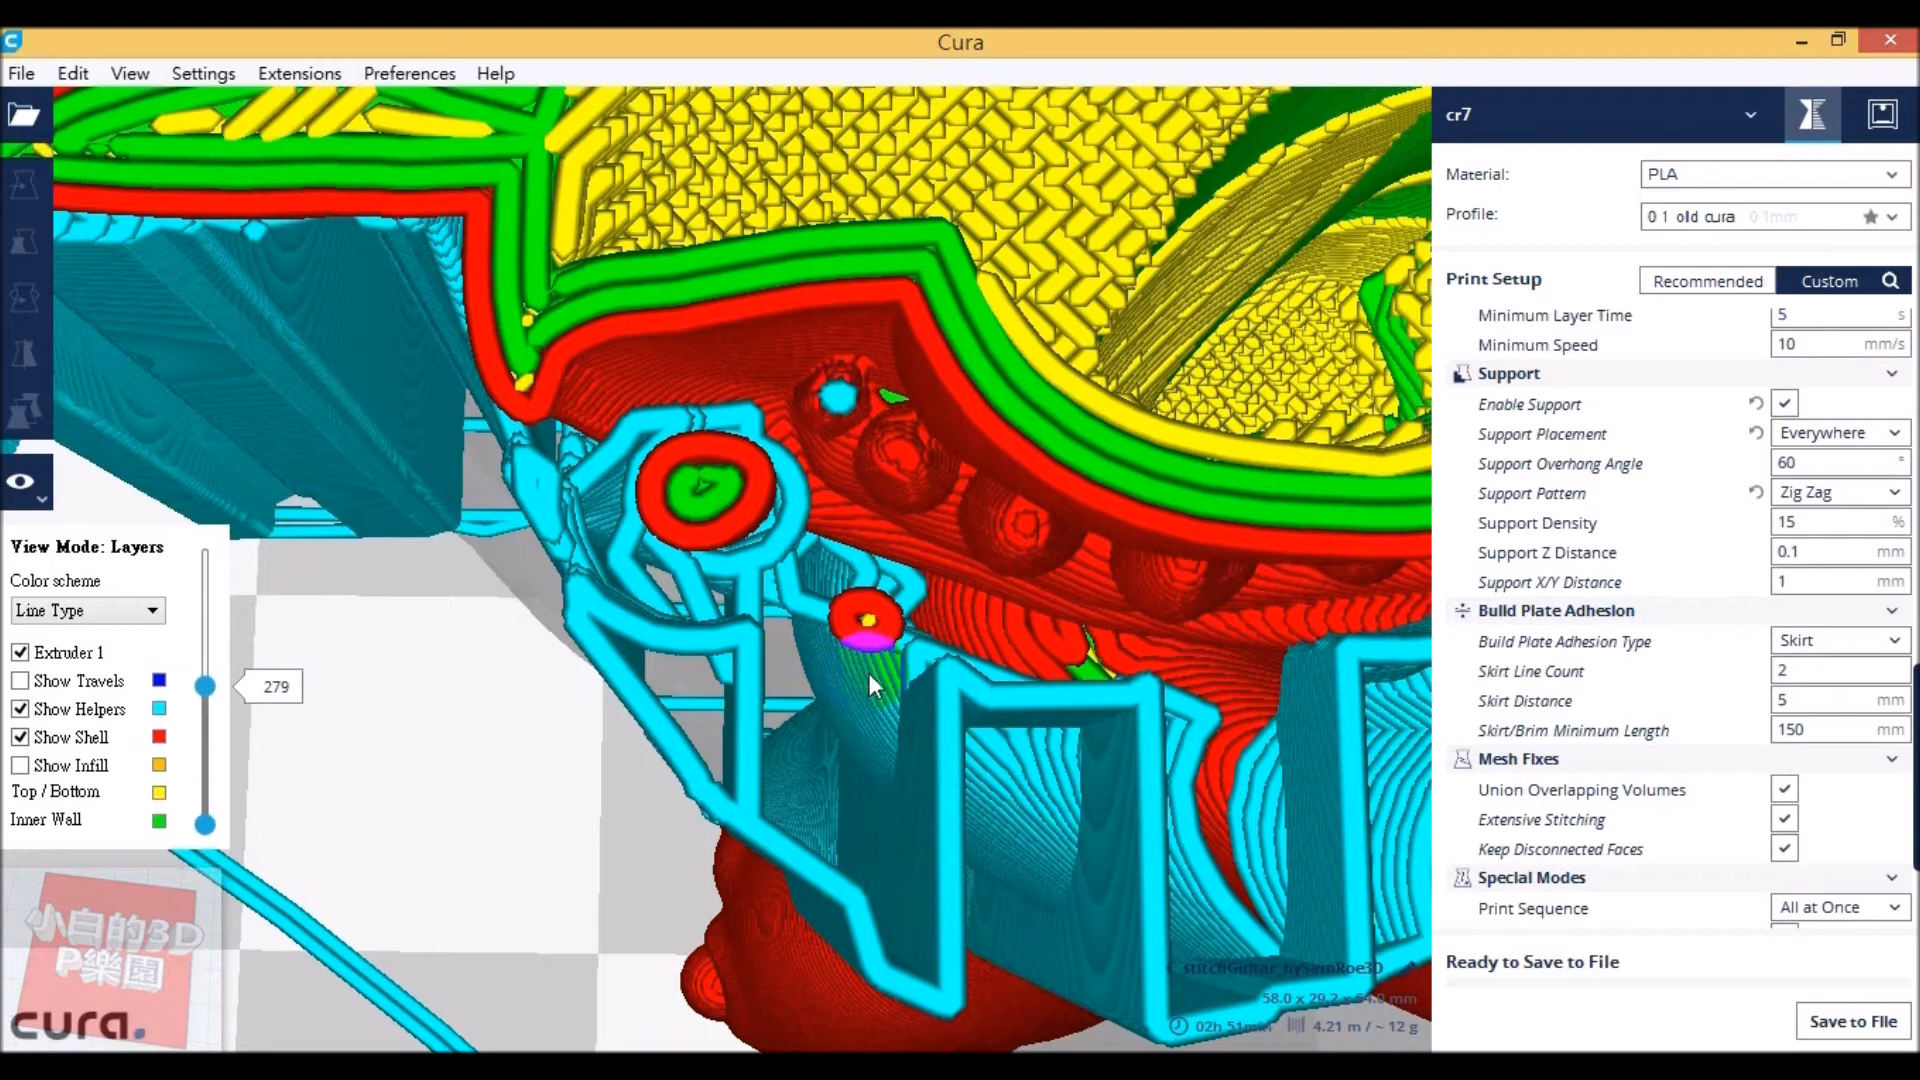 Cura
File Edit View Settings Extensions Preferences Help
cr7
Material: PLA
Profile: 0 1 old cura 0.1mm
Print Setup Recommended Custom
Minimum Layer Time 5 s
Minimum Speed 10 mm/s
Support
Enable Support
Support Placement Everywhere
Support Overhang Angle 60 °
Support Pattern Zig Zag
Support Density 15 %
Support Z Distance 0.1 mm
Support X/Y Distance 1 mm
Build Plate Adhesion
Build Plate Adhesion Type Skirt
Skirt Line Count 2
Skirt Distance 5 mm
Skirt/Brim Minimum Length 150 mm
Mesh Fixes
Union Overlapping Volumes
Extensive Stitching
Keep Disconnected Faces
Special Modes
Print Sequence All at Once
Ready to Save to File
Save to File
View Mode: Layers
Color scheme
Line Type
Extruder 1
Show Travels
279
Show Helpers
Show Shell
Show Infill
Top / Bottom
Inner Wall
小白的3D
P樂園
cura.
C_stitchGuitar_bySamRoe3D
58.0 x 29.2 x 54.0 mm
02h 51min 4.21 m / ~ 12 g